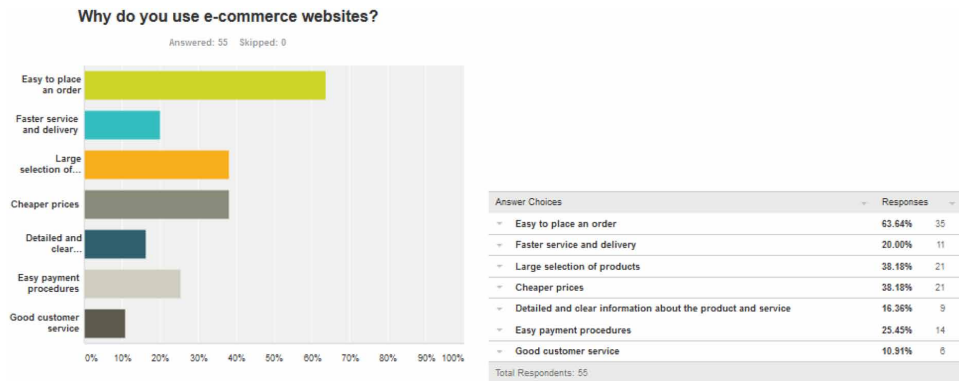 Why do you use e-commerce websites?
Answered: 55 Skipped: 0
Easy to place
an order
Faster service
and delivery
Large
selection of...
Cheaper prices
Detailed and
clear...
Easy payment
procedures
Good customer
service
0% 10% 20% 30% 40% 50% 60% 70% 80% 90% 100%
Answer Choices Responses
Easy to place an order 63.64% 35
Faster service and delivery 20.00% 11
Large selection of products 38.18% 21
Cheaper prices 38.18% 21
Detailed and clear information about the product and service 16.36% 9
Easy payment procedures 25.45% 14
Good customer service 10.91% 6
Total Respondents: 55